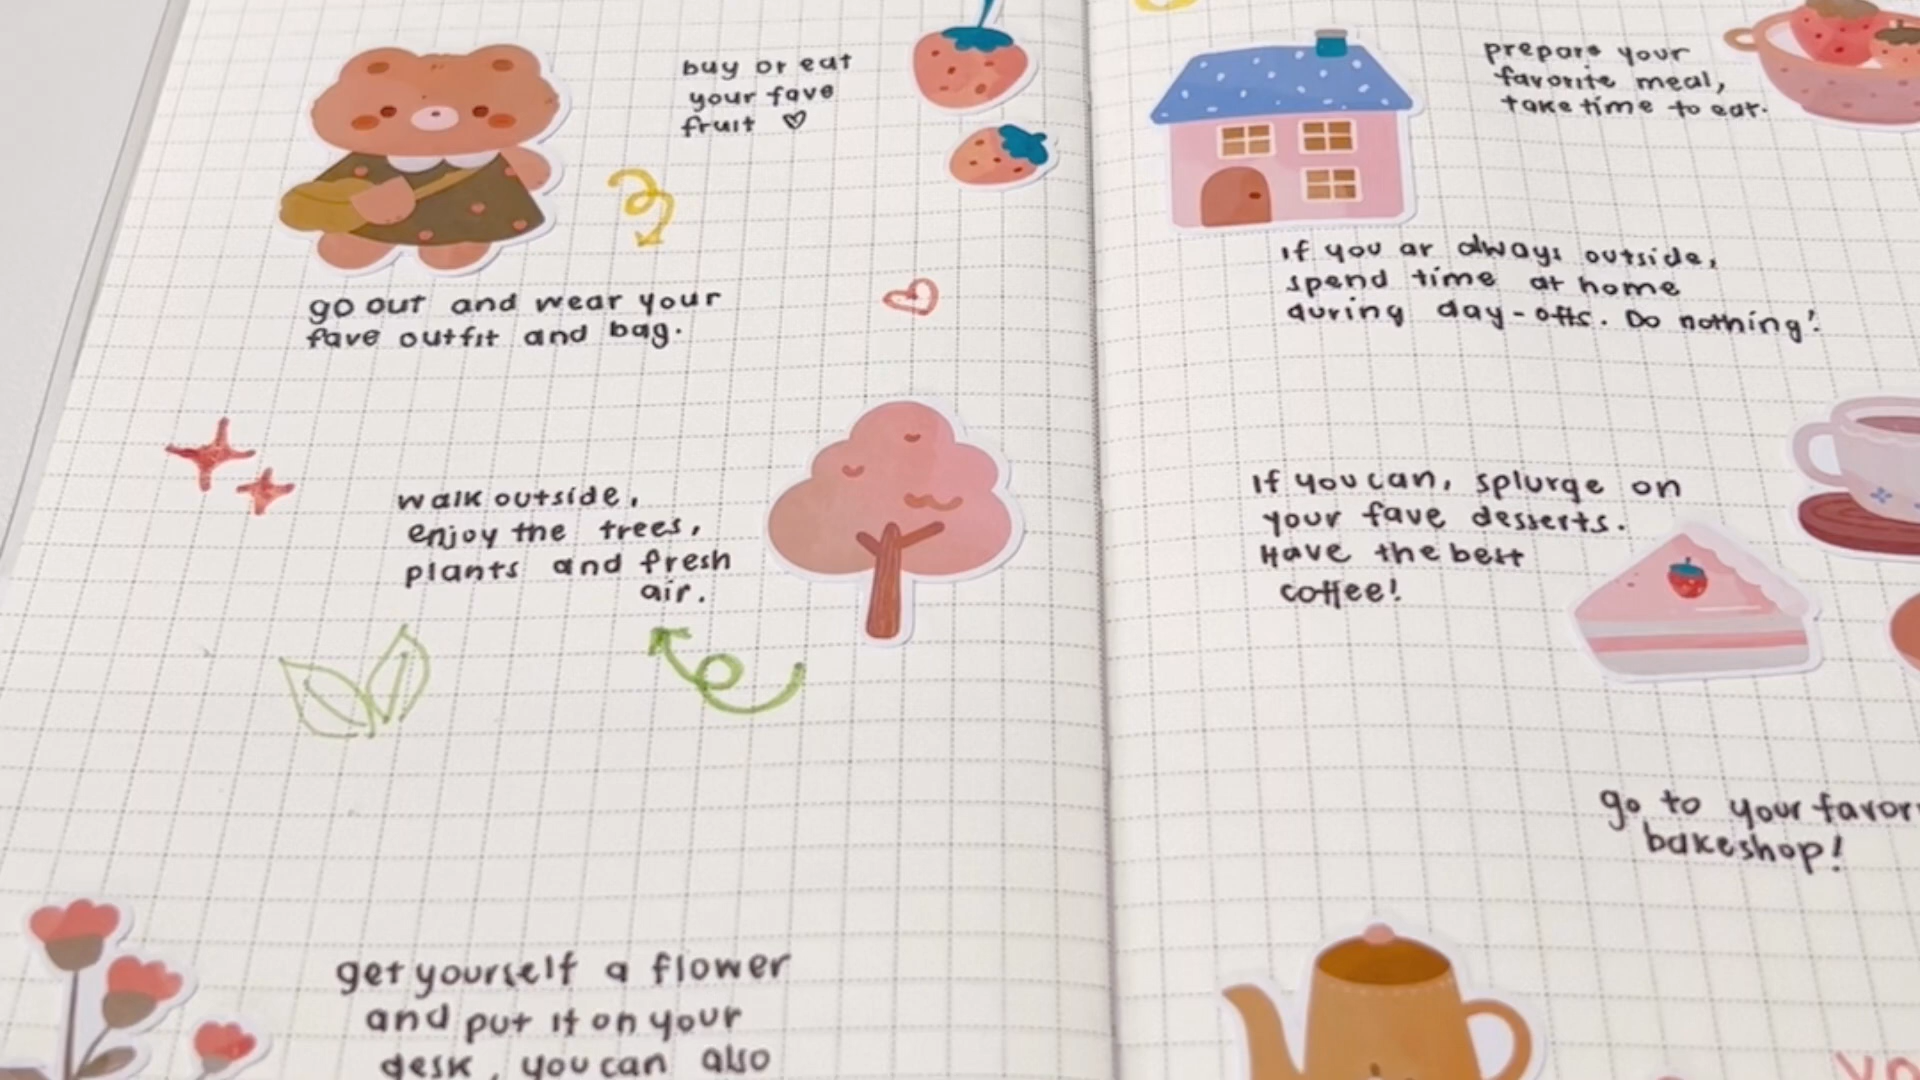 buy or eat
your fave
fruit ♡
go out and wear your
fave outfit and bag.
walk outside,
enjoy the trees,
plants and fresh
air.
get yourself a flower
and put it on your
desk, you can also
prepare your
favorite meal,
take time to eat.
If you ar always outside,
spend time at home
during day-offs. Do nothing!
If you can, splurge on
your fave desserts.
Have the best
coffee!
go to your favor
bakeshop!